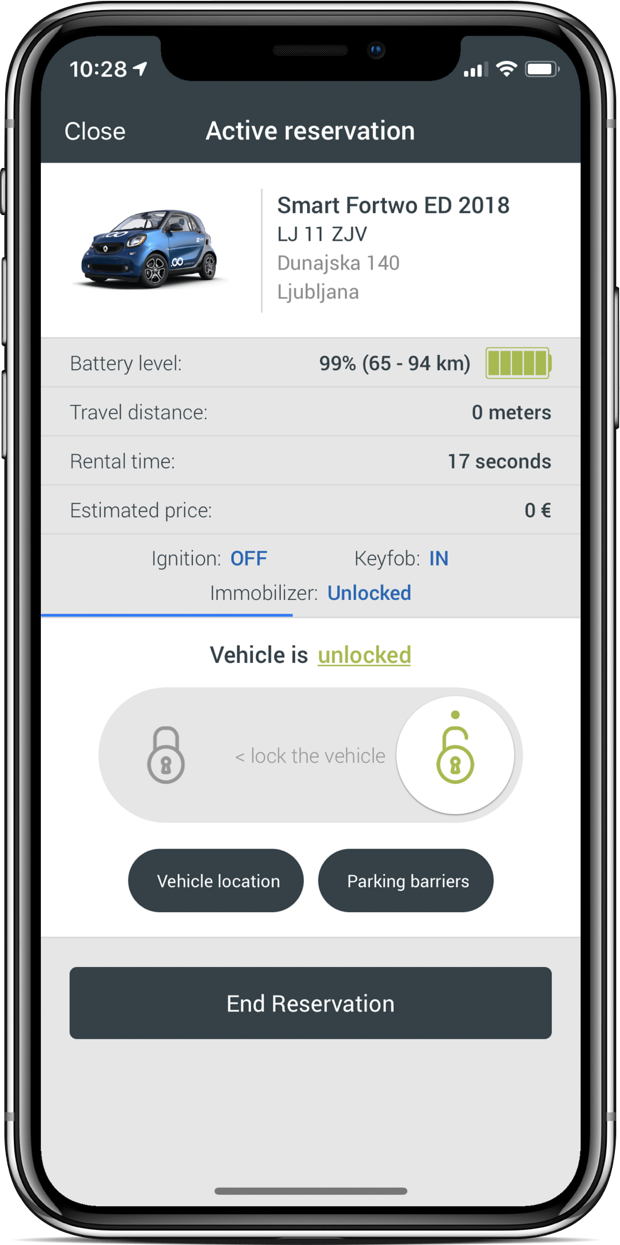 10:28
Close Active reservation
Smart Fortwo ED 2018
LJ 11 ZJV
Dunajska 140
Ljubljana
Battery level: 99% (65 - 94 km)
Travel distance: 0 meters
Rental time: 17 seconds
Estimated price: 0 €
Ignition: OFF Keyfob: IN
Immobilizer: Unlocked
Vehicle is unlocked
< lock the vehicle
Vehicle location Parking barriers
End Reservation